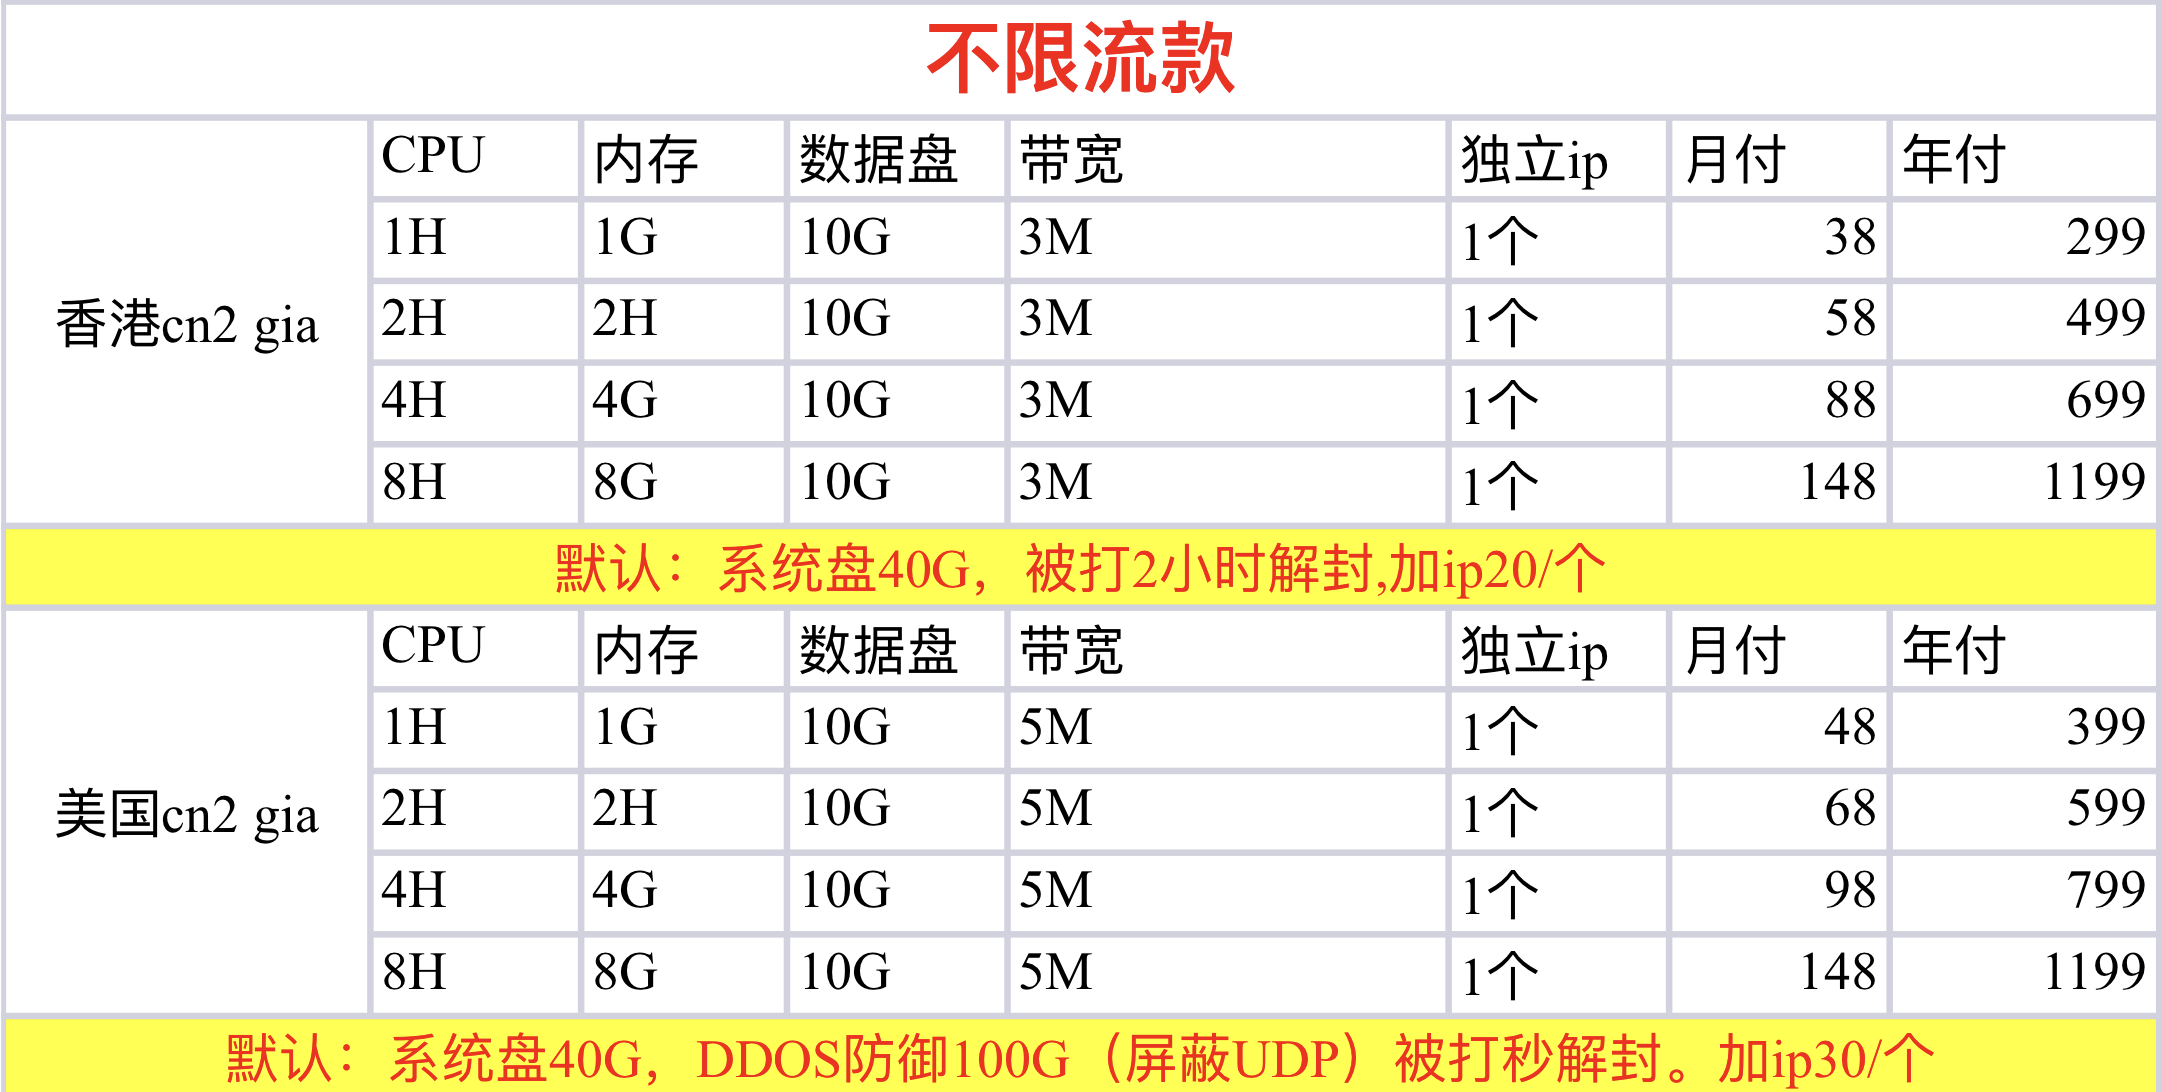 不限流款
CPU 内存 数据盘 带宽 独立ip 月付 年付
1H 1G 10G 3M 1个 38 299
香港cn2 gia
2H 2H 10G 3M 1个 58 499
4H 4G 10G 3M 1个 88 699
8H 8G 10G 3M 1个 148 1199
默认：系统盘40G，被打2小时解封,加ip20/个
CPU 内存 数据盘 带宽 独立ip 月付 年付
1H 1G 10G 5M 1个 48 399
美国cn2 gia
2H 2H 10G 5M 1个 68 599
4H 4G 10G 5M 1个 98 799
8H 8G 10G 5M 1个 148 1199
默认：系统盘40G，DDOS防御100G（屏蔽UDP）被打秒解封。加ip30/个